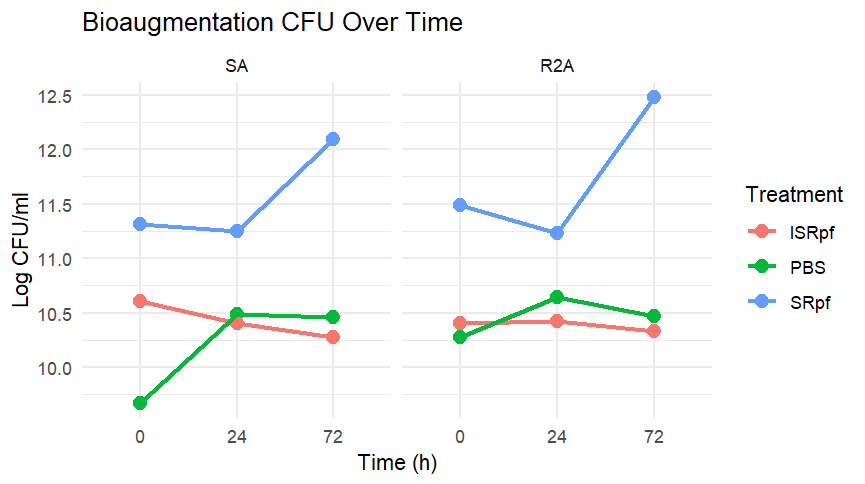 Bioaugmentation CFU Over Time
SA
R2A
12.5
12.0
11.5
11.0
10.5
10.0
Log CFU/ml
0 24 72
0 24 72
Time (h)
Treatment
ISRpf
PBS
SRpf